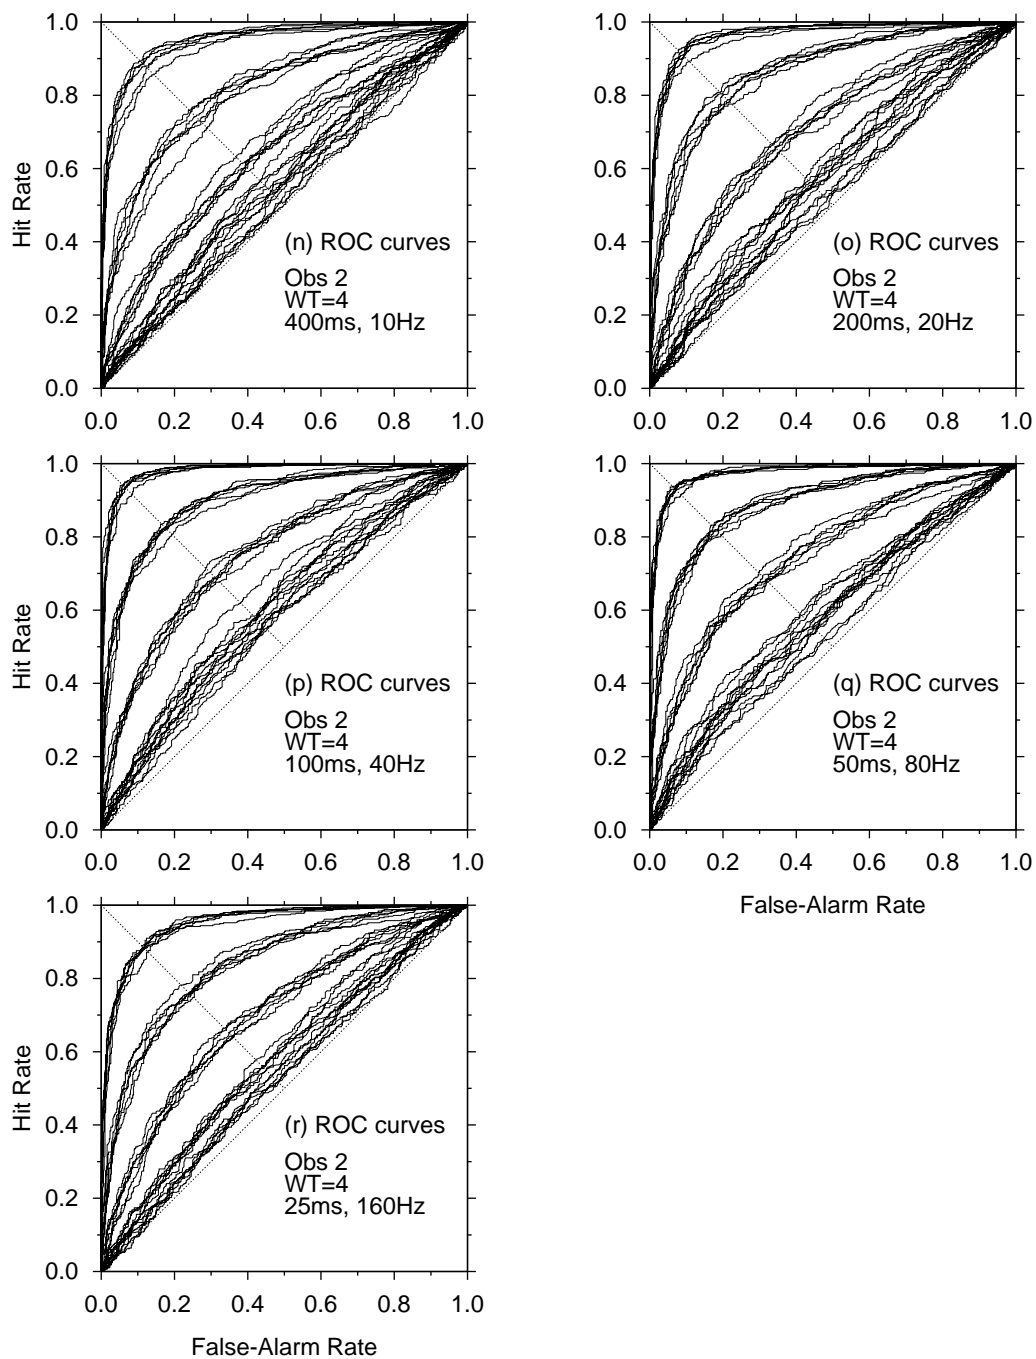 1.0
0.8
0.6
0.4
0.2
0.0
Hit Rate
(n) ROC curves
Obs 2
WT=4
400ms, 10Hz
0.0 0.2 0.4 0.6 0.8 1.0
1.0
0.8
0.6
0.4
0.2
0.0
(o) ROC curves
Obs 2
WT=4
200ms, 20Hz
0.0 0.2 0.4 0.6 0.8 1.0
1.0
0.8
0.6
0.4
0.2
0.0
Hit Rate
(p) ROC curves
Obs 2
WT=4
100ms, 40Hz
0.0 0.2 0.4 0.6 0.8 1.0
1.0
0.8
0.6
0.4
0.2
0.0
(q) ROC curves
Obs 2
WT=4
50ms, 80Hz
0.0 0.2 0.4 0.6 0.8 1.0
False-Alarm Rate
1.0
0.8
0.6
0.4
0.2
0.0
Hit Rate
(r) ROC curves
Obs 2
WT=4
25ms, 160Hz
0.0 0.2 0.4 0.6 0.8 1.0
False-Alarm Rate